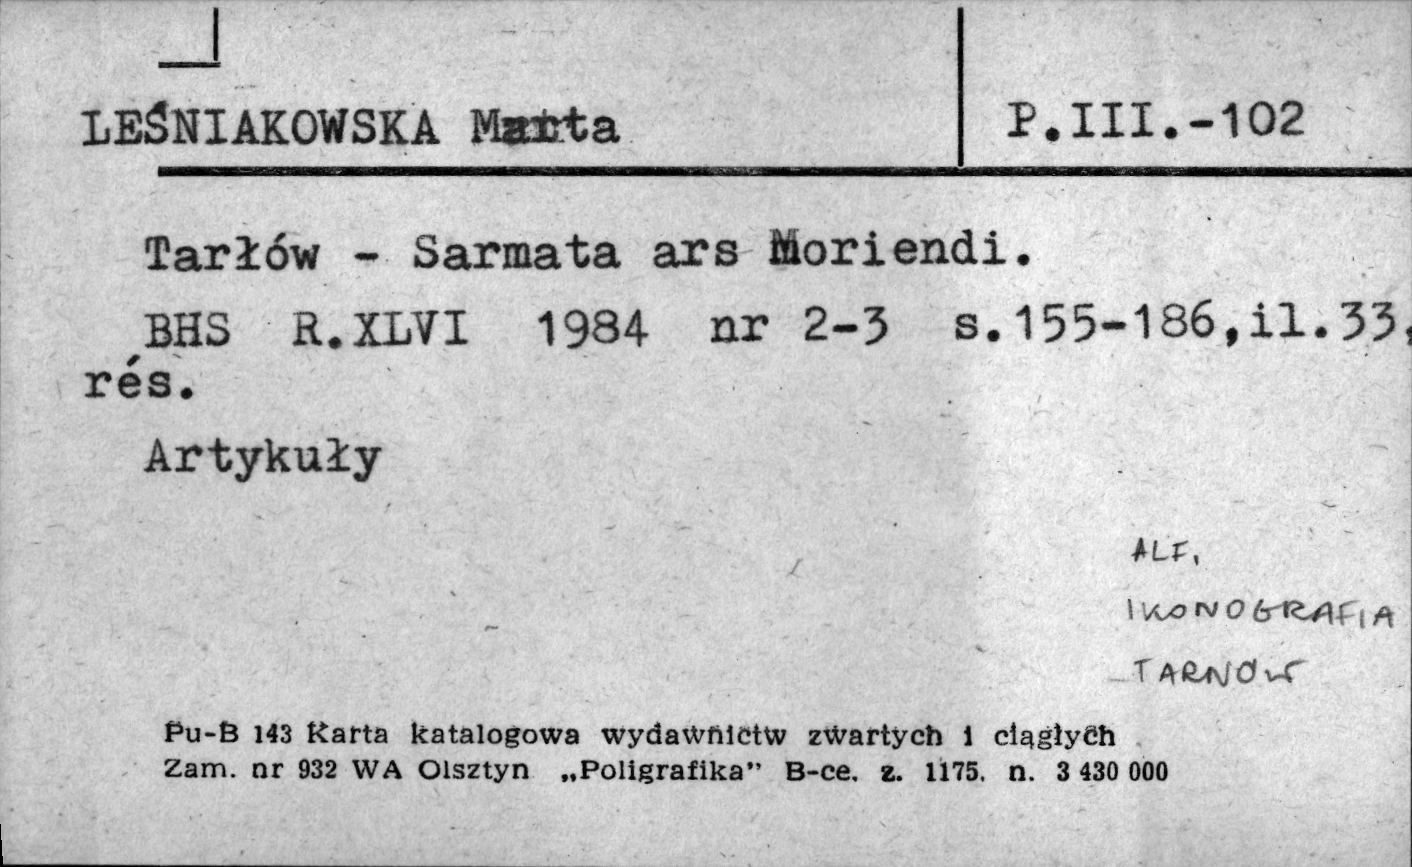 LEŚNIAKOWSKA Marta
P.III.-102
Tarłów - Sarmata ars Moriendi.
BHS R.XLVI 1984 nr 2-3 s.155-186,il.33,
rés.
Artykuły
ALF.
IKONOGRAFIA
TARNÓW
Pu-B 143 Karta katalogowa wydawnictw zwartych i ciągłych
Zam. nr 932 WA Olsztyn „Poligrafika” B-ce. z. 1175. n. 3 430 000